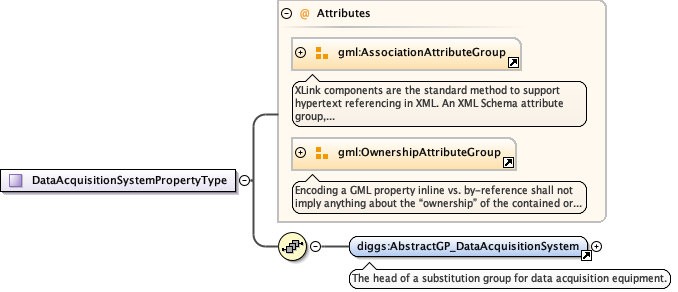 @ Attributes
gml:AssociationAttributeGroup
XLink components are the standard method to support
hypertext referencing in XML. An XML Schema attribute
group,...
gml:OwnershipAttributeGroup
Encoding a GML property inline vs. by-reference shall not
imply anything about the “ownership” of the contained or...
DataAcquisitionSystemPropertyType
diggs:AbstractGP_DataAcquisitionSystem
The head of a substitution group for data acquisition equipment.